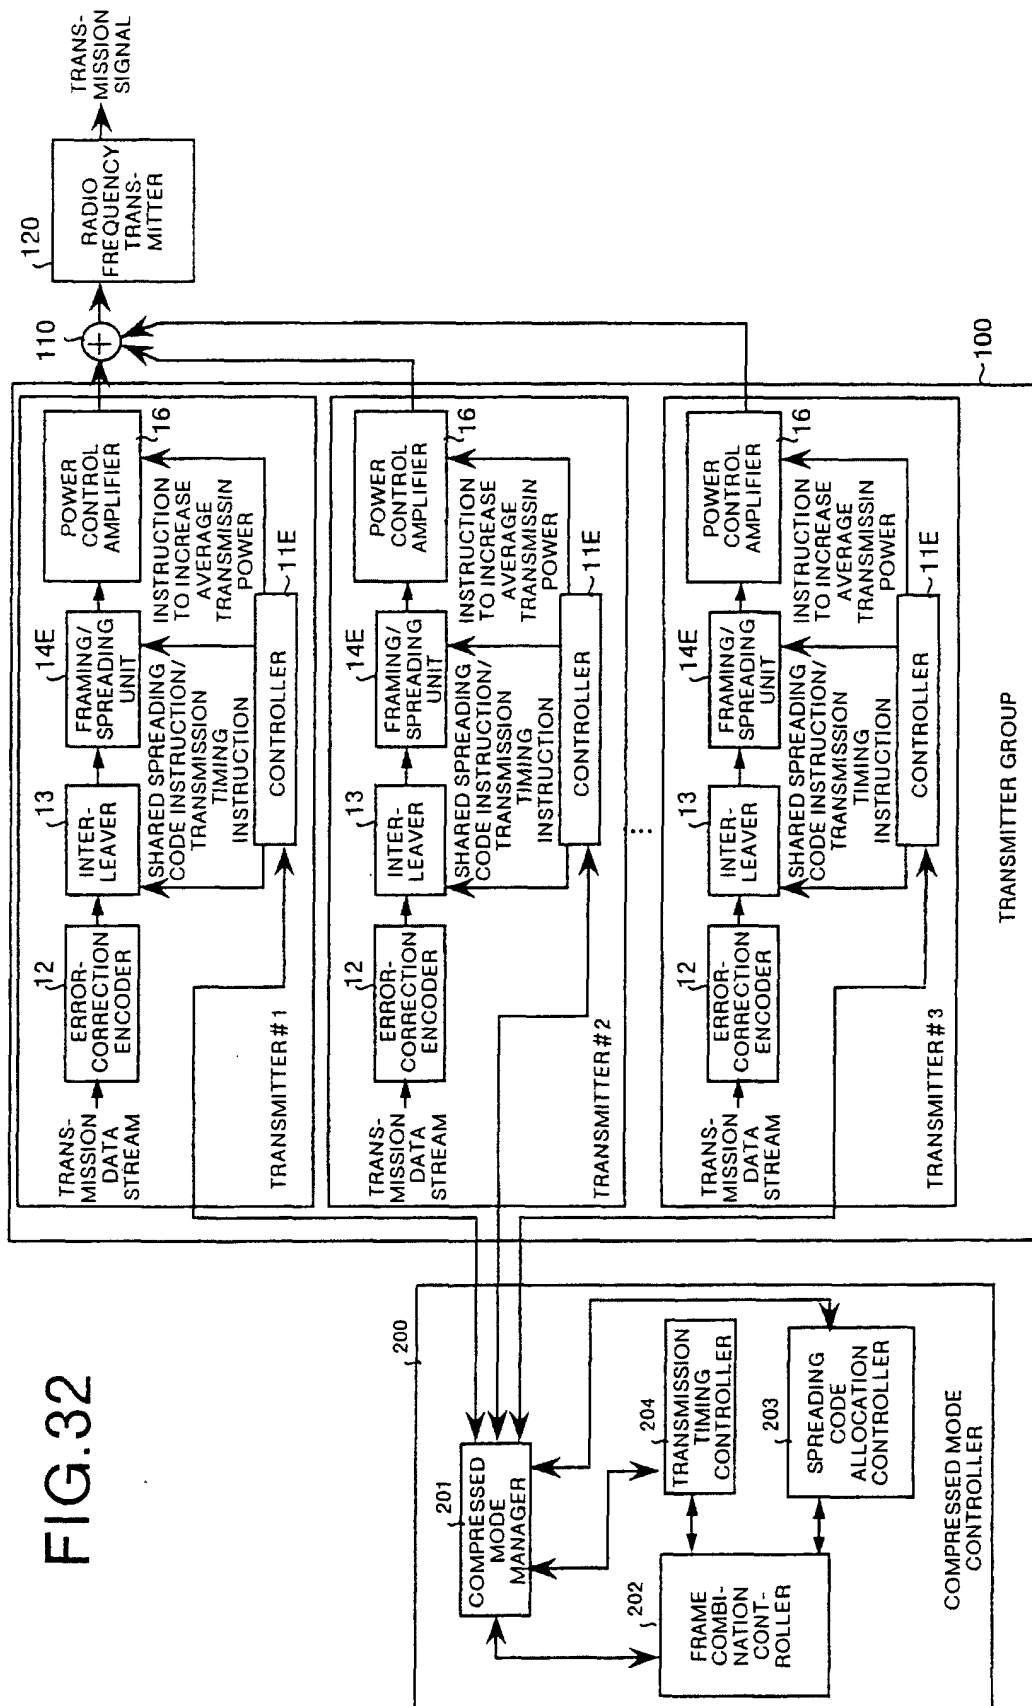 FIG.32
200
201
COMPRESSED
MODE
MANAGER
202
FRAME
COMBI-
NATION
CONT-
ROLLER
204
TRANSMISSION
TIMING
CONTROLLER
203
SPREADING
CODE
ALLOCATION
CONTROLLER
COMPRESSED MODE
CONTROLLER
TRANS-
MISSION
DATA
STREAM
12
ERROR-
CORRECTION
ENCODER
13
INTER-
LEAVER
14E
FRAMING/
SPREADING
UNIT
POWER
CONTROL
AMPLIFIER
16
SHARED SPREADING
CODE INSTRUCTION/
TRANSMISSION
TIMING
INSTRUCTION
INSTRUCTION
TO INCREASE
AVERAGE
TRANSMISSIN
POWER
CONTROLLER
11E
TRANSMITTER#1
TRANS-
MISSION
DATA
STREAM
12
ERROR-
CORRECTION
ENCODER
13
INTER-
LEAVER
14E
FRAMING/
SPREADING
UNIT
POWER
CONTROL
AMPLIFIER
16
SHARED SPREADING
CODE INSTRUCTION/
TRANSMISSION
TIMING
INSTRUCTION
INSTRUCTION
TO INCREASE
AVERAGE
TRANSMISSIN
POWER
CONTROLLER
11E
TRANSMITTER#2
...
TRANS-
MISSION
DATA
STREAM
12
ERROR-
CORRECTION
ENCODER
13
INTER-
LEAVER
14E
FRAMING/
SPREADING
UNIT
POWER
CONTROL
AMPLIFIER
16
SHARED SPREADING
CODE INSTRUCTION/
TRANSMISSION
TIMING
INSTRUCTION
INSTRUCTION
TO INCREASE
AVERAGE
TRANSMISSIN
POWER
CONTROLLER
11E
TRANSMITTER#3
TRANSMITTER GROUP
100
110
+
120
RADIO
FREQUENCY
TRANS-
MITTER
TRANS-
MISSION
SIGNAL